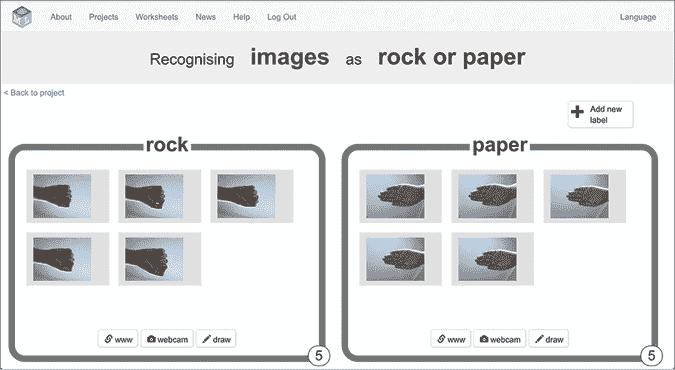 About Projects Worksheets News Help Log Out Language
Recognising images as rock or paper
< Back to project
Add new
label
rock
paper
www webcam draw
5
www webcam draw
5